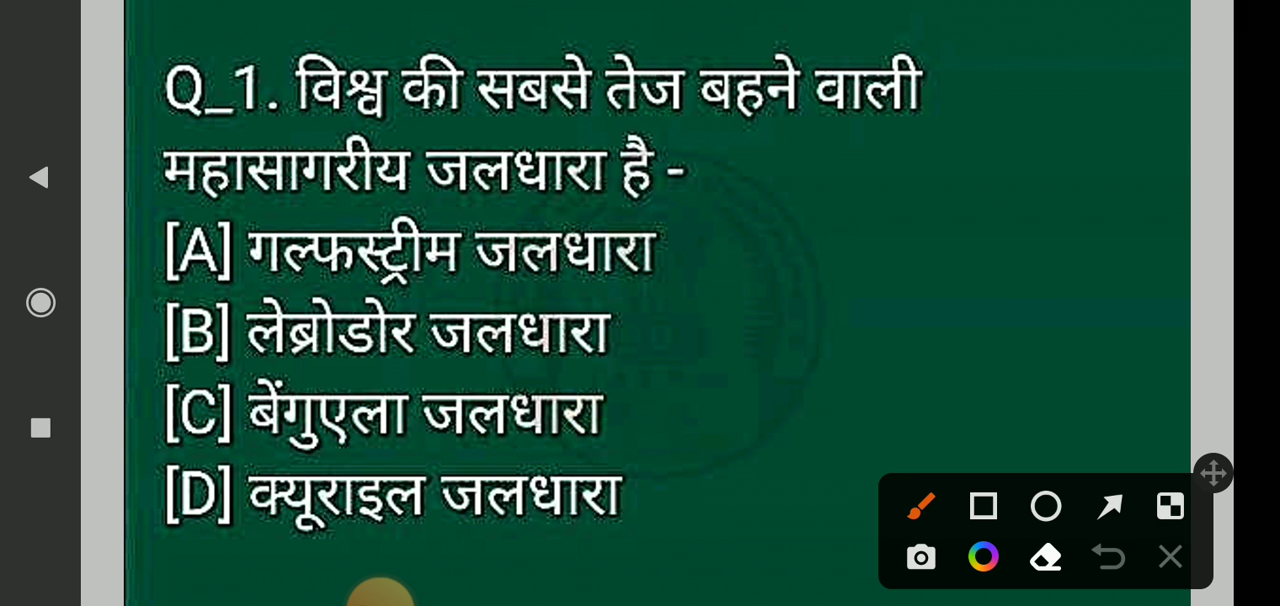 Q_1. विश्व की सबसे तेज बहने वाली
महासागरीय जलधारा है -
[A] गल्फस्ट्रीम जलधारा
[B] लेब्रोडोर जलधारा
[C] बेंगुएला जलधारा
[D] क्यूराइल जलधारा